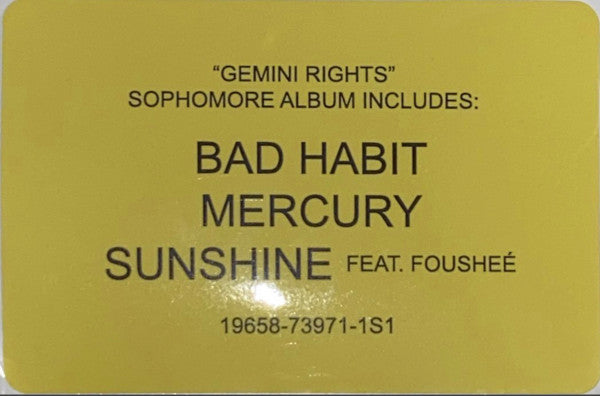 “GEMINI RIGHTS”
SOPHOMORE ALBUM INCLUDES:
BAD HABIT
MERCURY
SUNSHINE FEAT. FOUSHEÉ
19658-73971-1S1